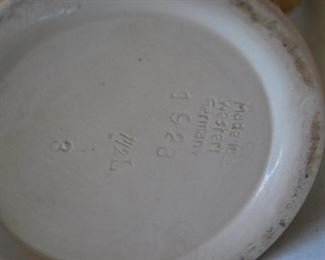 Made in
Western
Germany
1928
1/2L
8